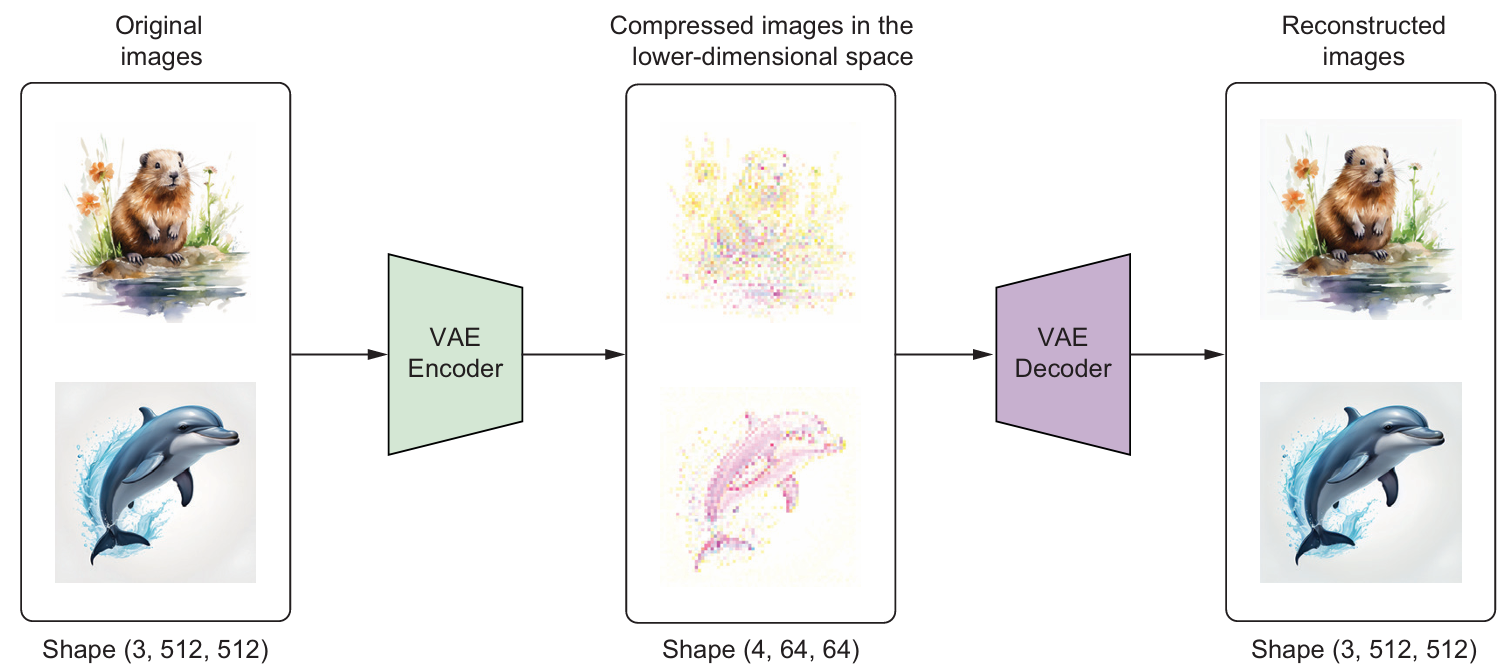 Original
images
Compressed images in the
lower-dimensional space
Reconstructed
images
VAE
Encoder
VAE
Decoder
Shape (3, 512, 512)
Shape (4, 64, 64)
Shape (3, 512, 512)